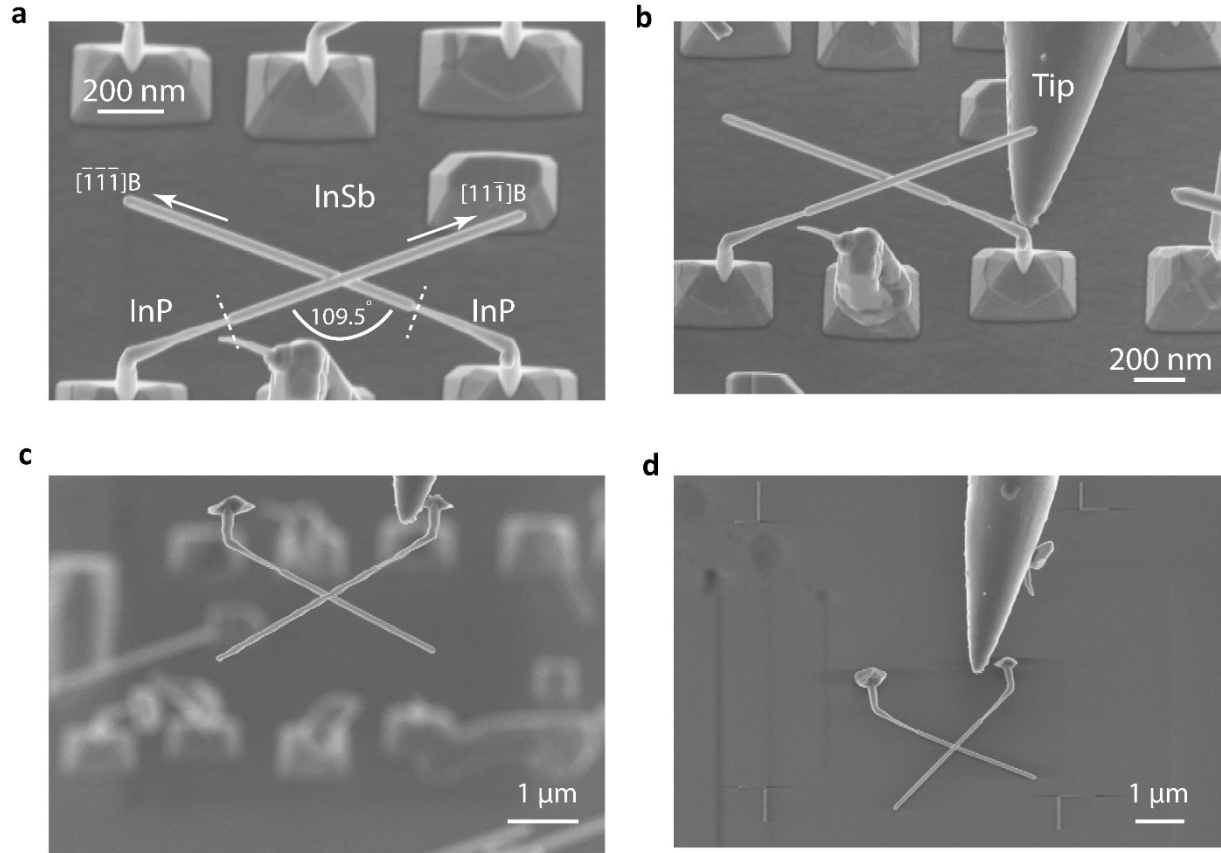 a
200 nm
[1̅1̅1̅]B
InSb
[111̅]B
InP
109.5°
InP
b
Tip
200 nm
c
1 μm
d
1 μm